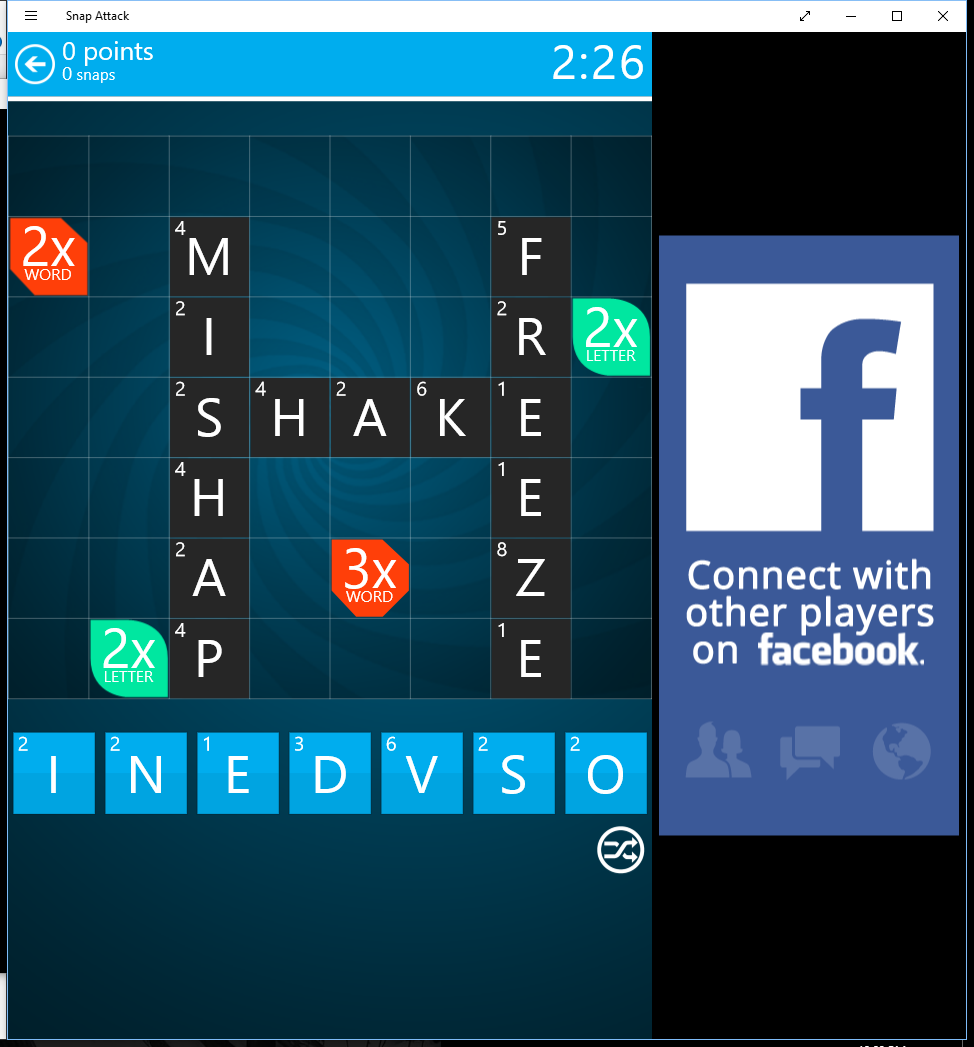 Snap Attack
0 points
0 snaps
2:26
2x
WORD
4 M
5 F
2 I
2 R
2x
LETTER
2 S 4 H 2 A 6 K 1 E
4 H
1 E
2 A
3x
WORD
8 Z
2x
LETTER
4 P
1 E
2 I 2 N 1 E 3 D 6 V 2 S 2 O
f
Connect with
other players
on facebook.